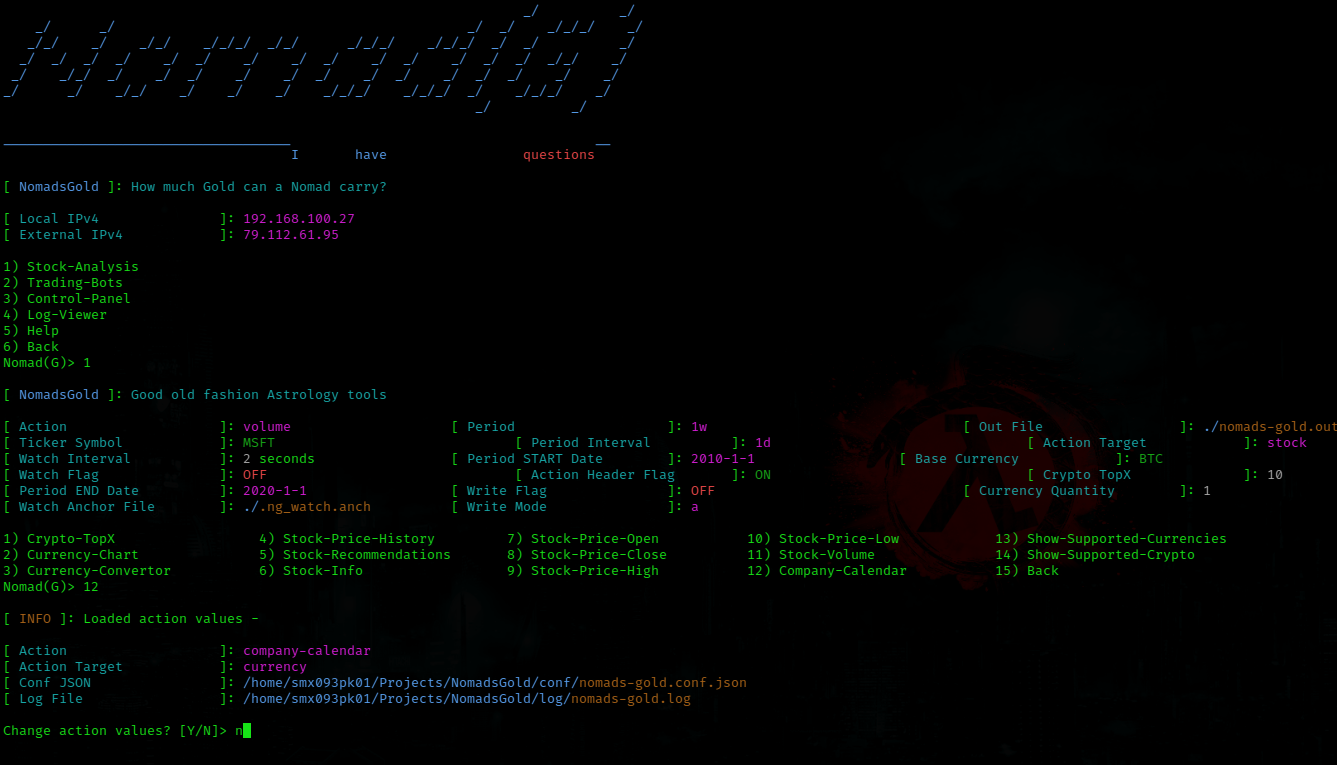 Nomad(G)
I have questions
[ NomadsGold ]: How much Gold can a Nomad carry?
[ Local IPv4 ]: 192.168.100.27
[ External IPv4 ]: 79.112.61.95
1) Stock-Analysis
2) Trading-Bots
3) Control-Panel
4) Log-Viewer
5) Help
6) Back
Nomad(G)> 1
[ NomadsGold ]: Good old fashion Astrology tools
[ Action ]: volume [ Period ]: 1w [ Out File ]: ./nomads-gold.out
[ Ticker Symbol ]: MSFT [ Period Interval ]: 1d [ Action Target ]: stock
[ Watch Interval ]: 2 seconds [ Period START Date ]: 2010-1-1 [ Base Currency ]: BTC
[ Watch Flag ]: OFF [ Action Header Flag ]: ON [ Crypto TopX ]: 10
[ Period END Date ]: 2020-1-1 [ Write Flag ]: OFF [ Currency Quantity ]: 1
[ Watch Anchor File ]: ./.ng_watch.anch [ Write Mode ]: a
1) Crypto-TopX 4) Stock-Price-History 7) Stock-Price-Open 10) Stock-Price-Low 13) Show-Supported-Currencies
2) Currency-Chart 5) Stock-Recommendations 8) Stock-Price-Close 11) Stock-Volume 14) Show-Supported-Crypto
3) Currency-Convertor 6) Stock-Info 9) Stock-Price-High 12) Company-Calendar 15) Back
Nomad(G)> 12
[ INFO ]: Loaded action values -
[ Action ]: company-calendar
[ Action Target ]: currency
[ Conf JSON ]: /home/smx093pk01/Projects/NomadsGold/conf/nomads-gold.conf.json
[ Log File ]: /home/smx093pk01/Projects/NomadsGold/log/nomads-gold.log
Change action values? [Y/N]> n